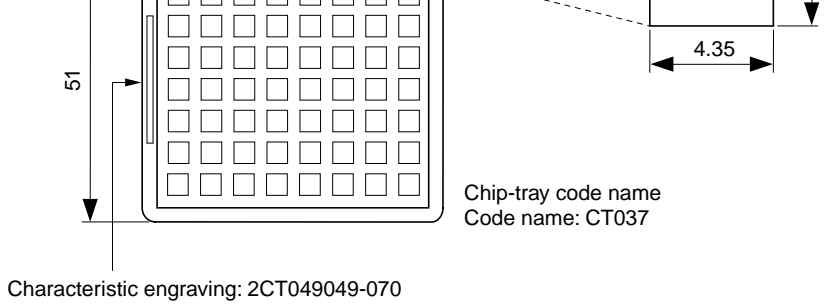 4.35
51
Chip-tray code name
Code name: CT037
Characteristic engraving: 2CT049049-070